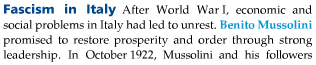 Fascism in Italy After World War I, economic and
social problems in Italy had led to unrest. Benito Mussolini
promised to restore prosperity and order through strong
leadership. In October 1922, Mussolini and his followers